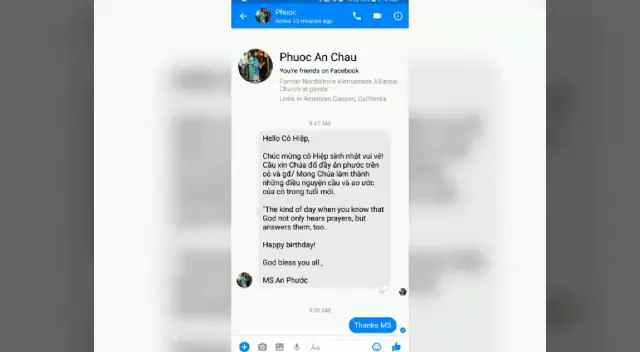 Phuoc
Active 33 minutes ago
Phuoc An Chau
You're friends on Facebook
Former Northshore Vietnamese Alliance
Church at pastor
Lives in American Canyon, California
AM
Hello Cô Hiệp,
Chúc mừng cô Hiệp sinh nhật vui vẻ!
Cầu xin Chúa đổ đầy ân phước trên
cô và gđ/ Mong Chúa làm thành
những điều nguyện cầu và ao ước
của cô trong tuổi mới.
"The kind of day when you know that
God not only hears prayers, but
answers them, too.
Happy birthday!
God bless you all ,
MS An Phước
AM
Thanks MS
Aa